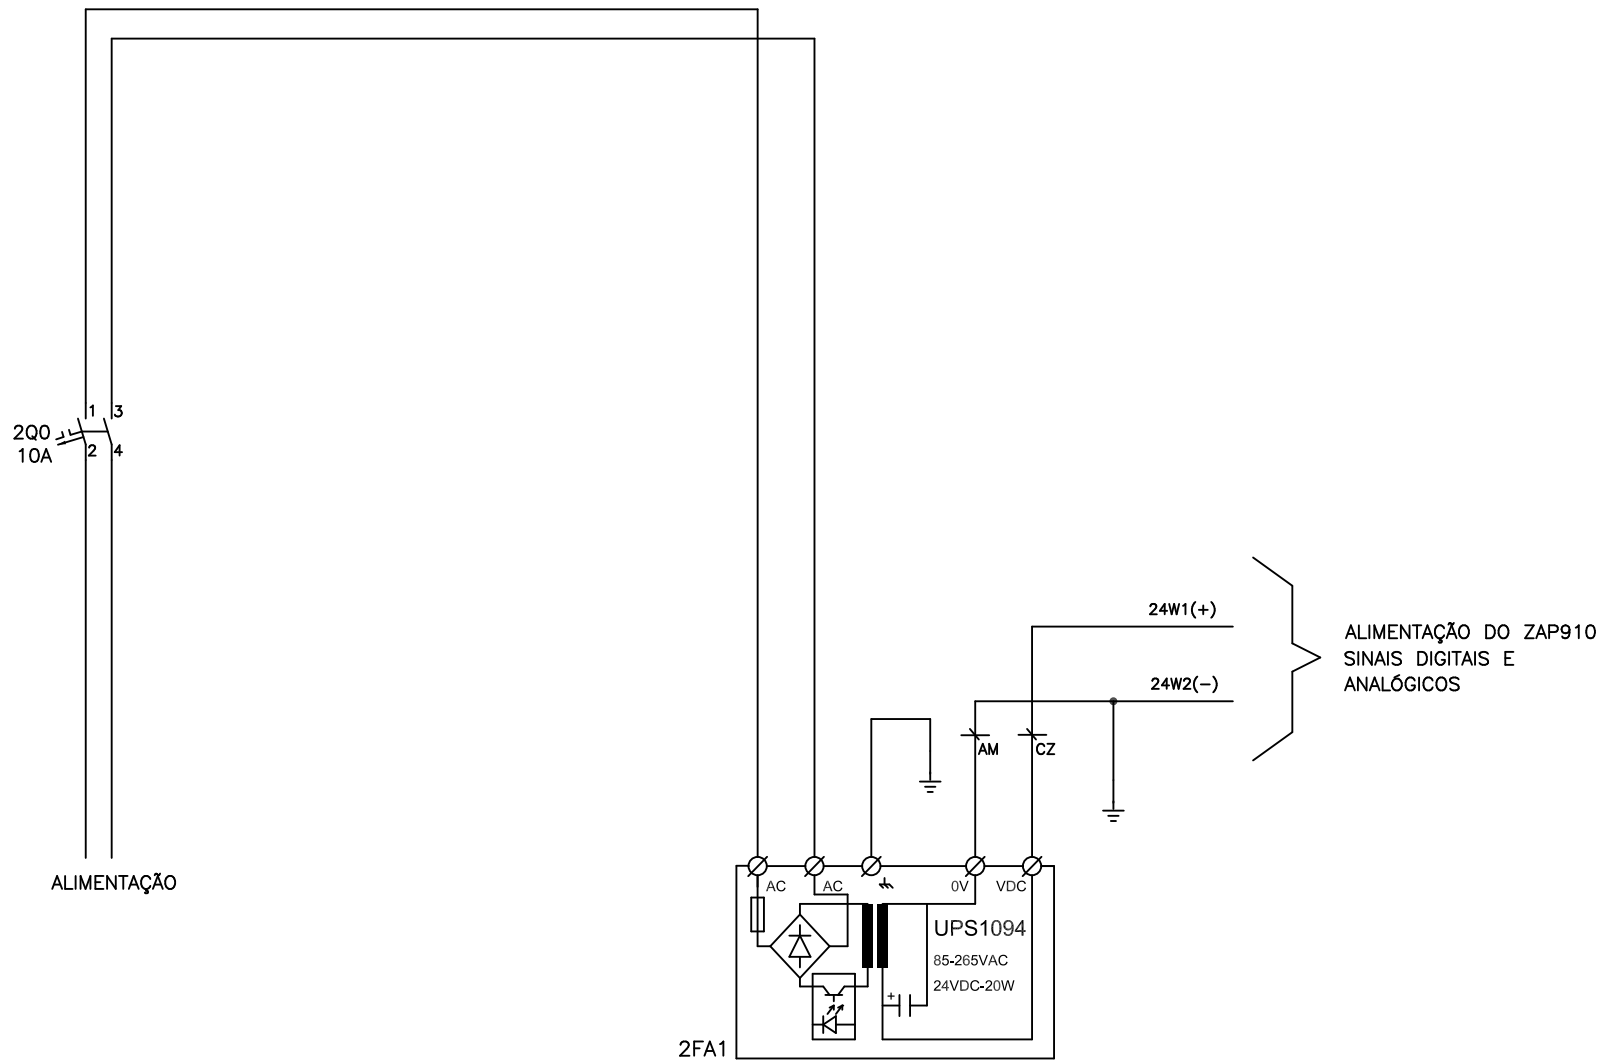 1
3
2Q0
10A
2
4
24W1(+)
ALIMENTAÇÃO DO ZAP910
SINAIS DIGITAIS E
ANALÓGICOS
24W2(-)
AM
CZ
ALIMENTAÇÃO
AC
AC
0V
VDC
UPS1094
85-265VAC
24VDC-20W
+
2FA1